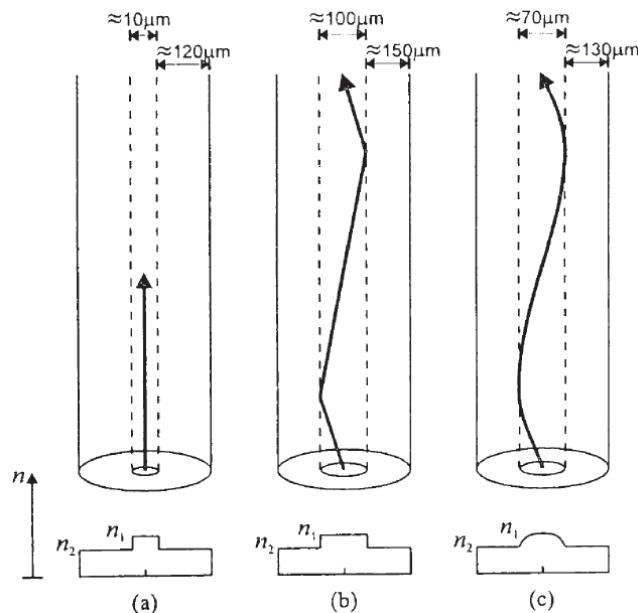 ≈10μm ≈100μm ≈70μm
≈120μm ≈150μm ≈130μm
n
n₁ n₁ n₁
n₂ n₂ n₂
(a) (b) (c)